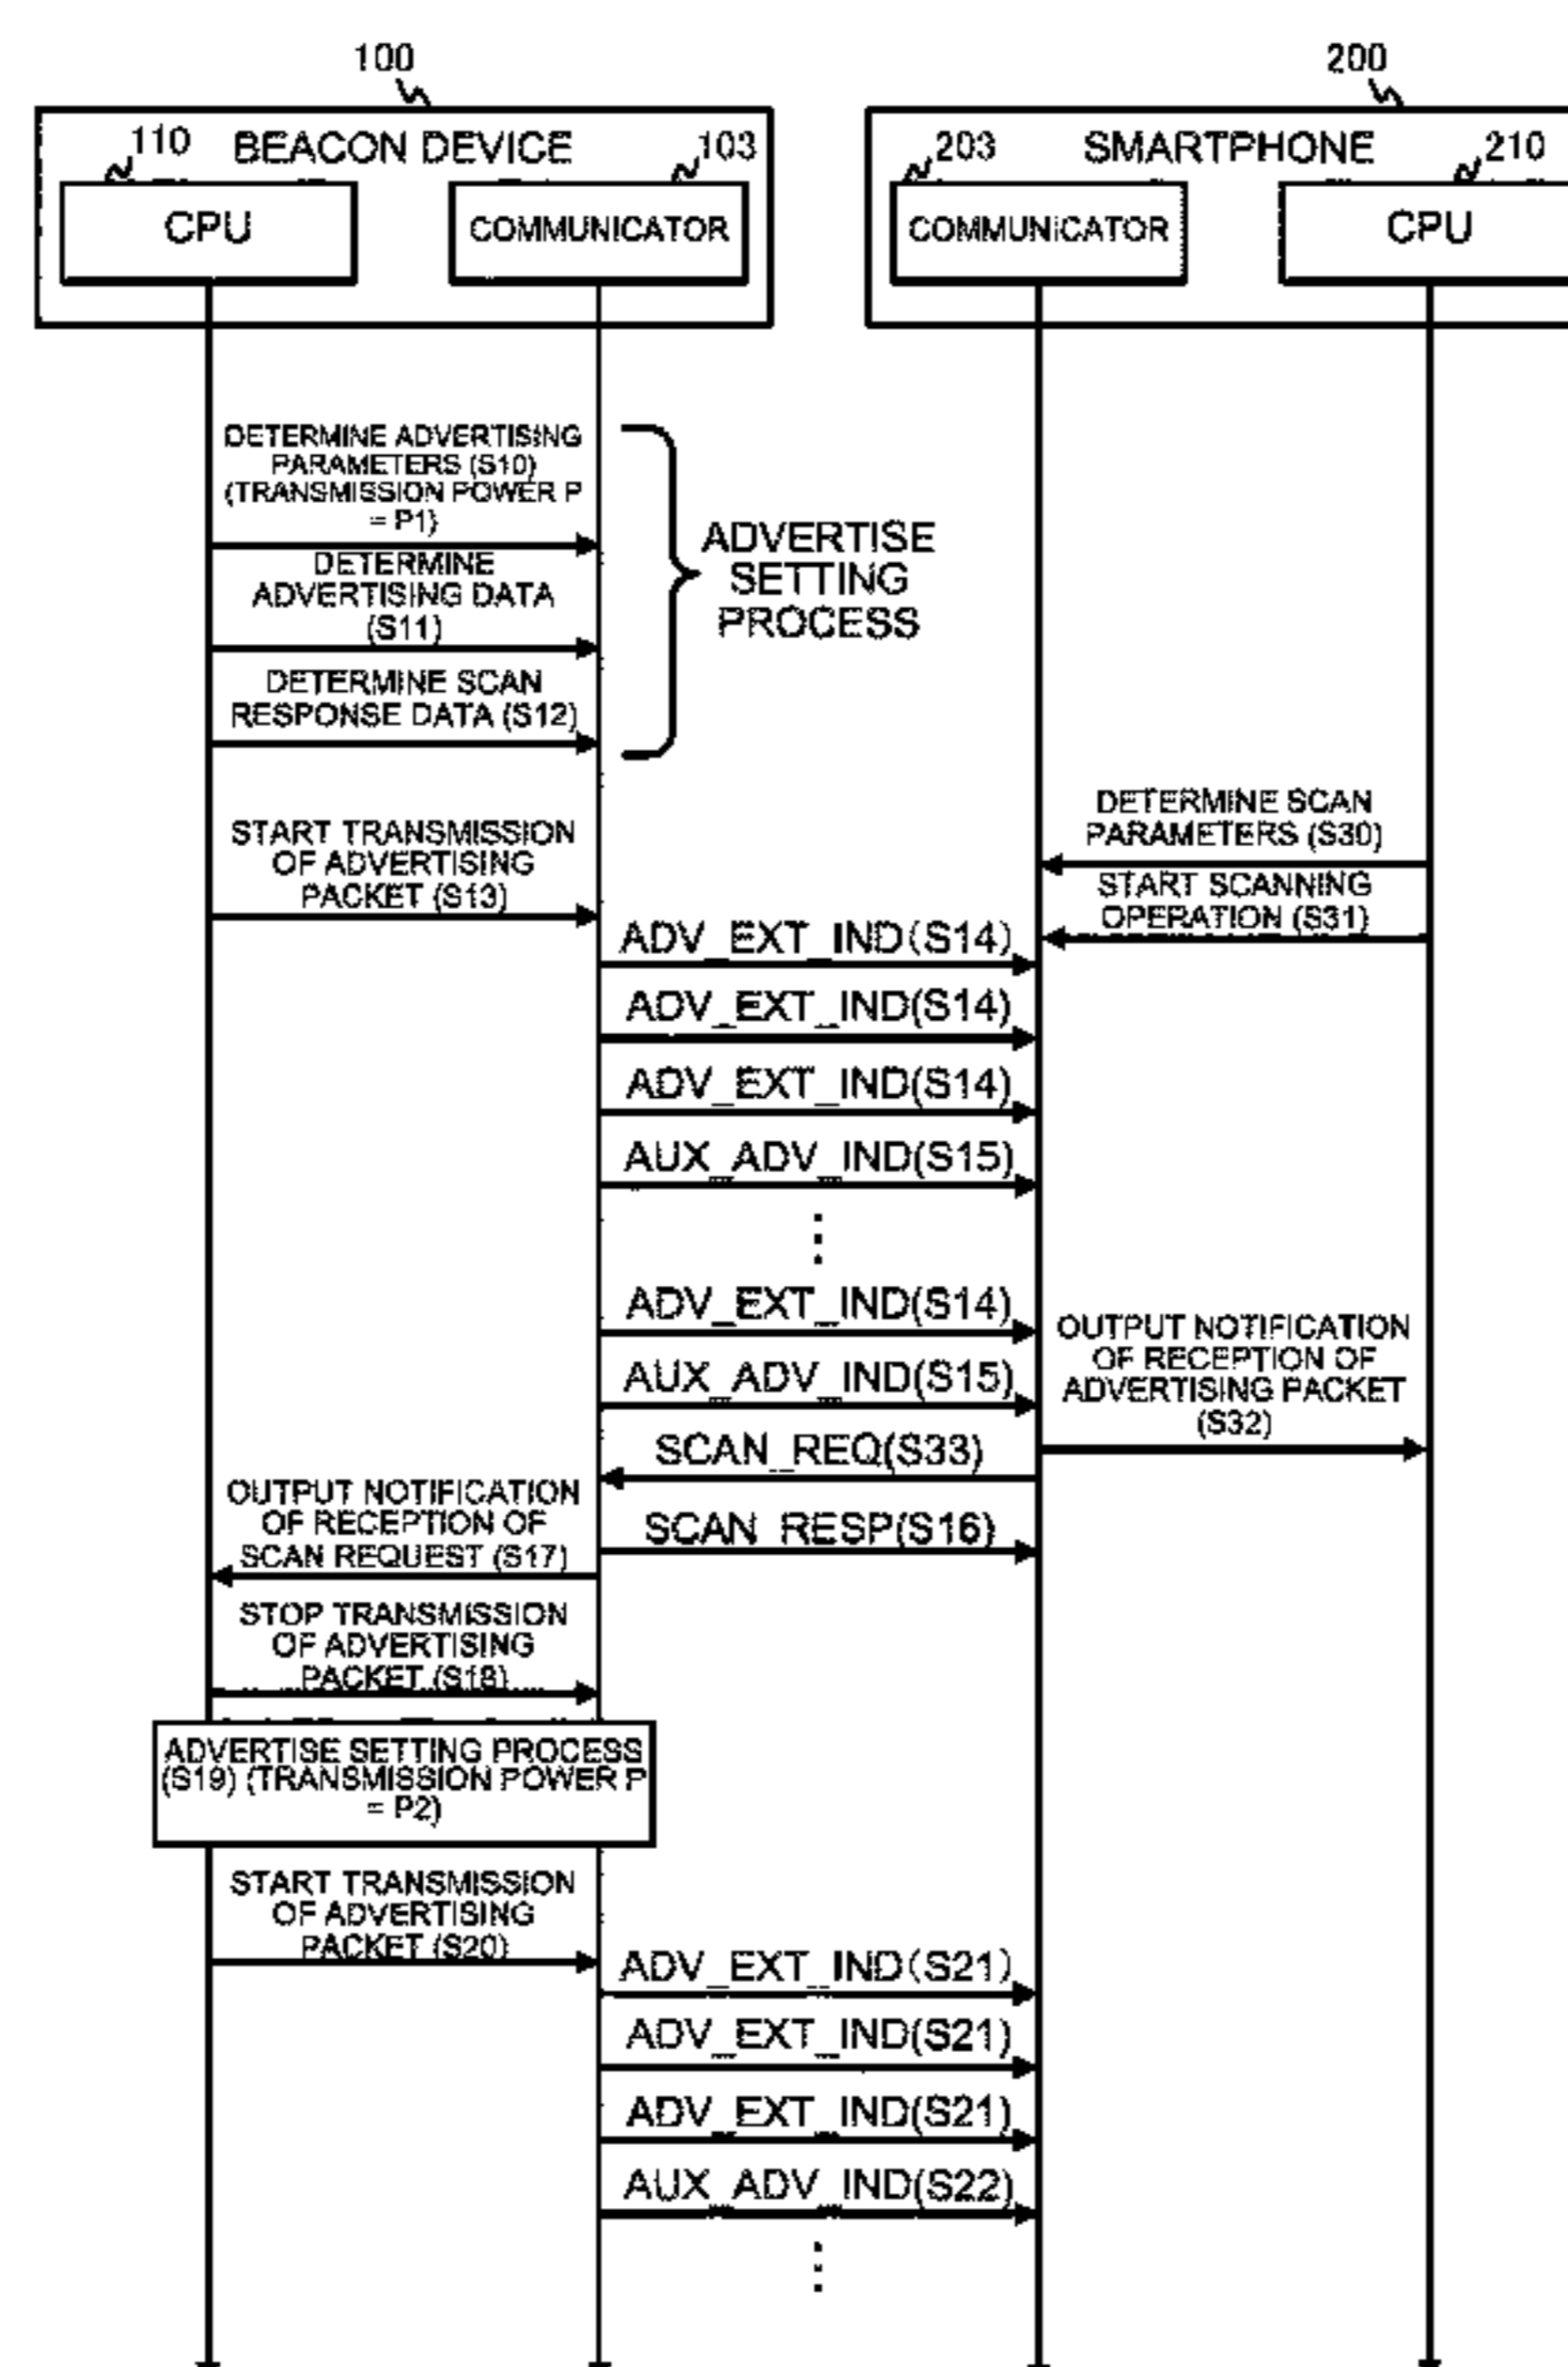 100
200
110
BEACON DEVICE
103
203
SMARTPHONE
210
CPU
COMMUNICATOR
COMMUNICATOR
CPU
DETERMINE ADVERTISING
PARAMETERS (S10)
(TRANSMISSION POWER P
= P1)
DETERMINE
ADVERTISING DATA
(S11)
DETERMINE SCAN
RESPONSE DATA (S12)
ADVERTISE
SETTING
PROCESS
DETERMINE SCAN
PARAMETERS (S30)
START SCANNING
OPERATION (S31)
START TRANSMISSION
OF ADVERTISING
PACKET (S13)
ADV_EXT_IND(S14)
ADV_EXT_IND(S14)
ADV_EXT_IND(S14)
AUX_ADV_IND(S15)
ADV_EXT_IND(S14)
AUX_ADV_IND(S15)
OUTPUT NOTIFICATION
OF RECEPTION OF
ADVERTISING PACKET
(S32)
SCAN_REQ(S33)
SCAN_RESP(S16)
OUTPUT NOTIFICATION
OF RECEPTION OF
SCAN REQUEST (S17)
STOP TRANSMISSION
OF ADVERTISING
PACKET (S18)
ADVERTISE SETTING PROCESS
(S19) (TRANSMISSION POWER P
= P2)
START TRANSMISSION
OF ADVERTISING
PACKET (S20)
ADV_EXT_IND(S21)
ADV_EXT_IND(S21)
ADV_EXT_IND(S21)
AUX_ADV_IND(S22)